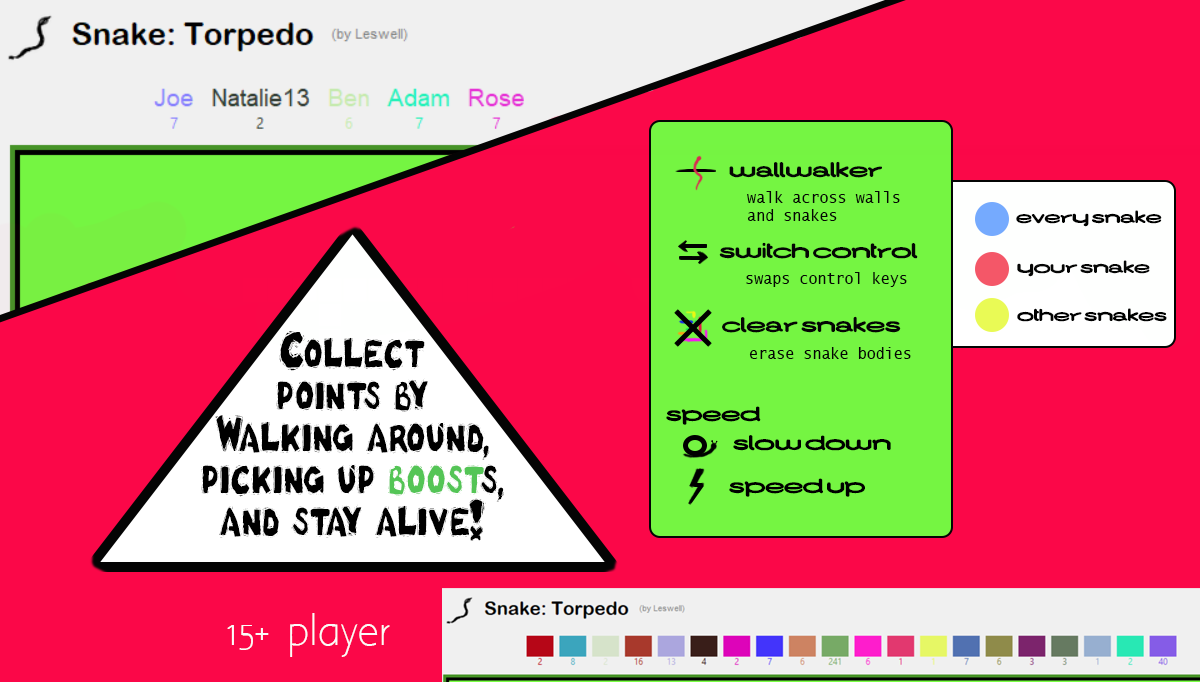 Snake: Torpedo (by Leswell)
Joe Natalie13 Ben Adam Rose
7 2 6 7 7
wallwalker
walk across walls
and snakes
switch control
swaps control keys
clear snakes
erase snake bodies
speed
slow down
speed up
every snake
your snake
other snakes
Collect
points by
Walking around,
picking up boosts,
and stay alive!
15+ player
Snake: Torpedo (by Leswell)
2 8 2 16 13 4 2 7 6 241 6 1 7 6 3 3 1 2 40